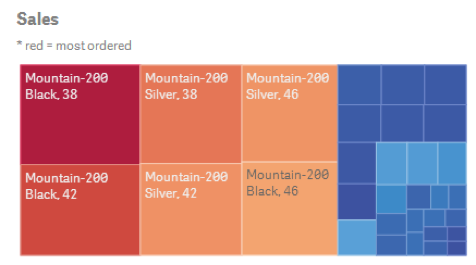 Sales
* red = most ordered
Mountain-200
Black, 38
Mountain-200
Silver, 38
Mountain-200
Silver, 46
Mountain-200
Black, 42
Mountain-200
Silver, 42
Mountain-200
Black, 46